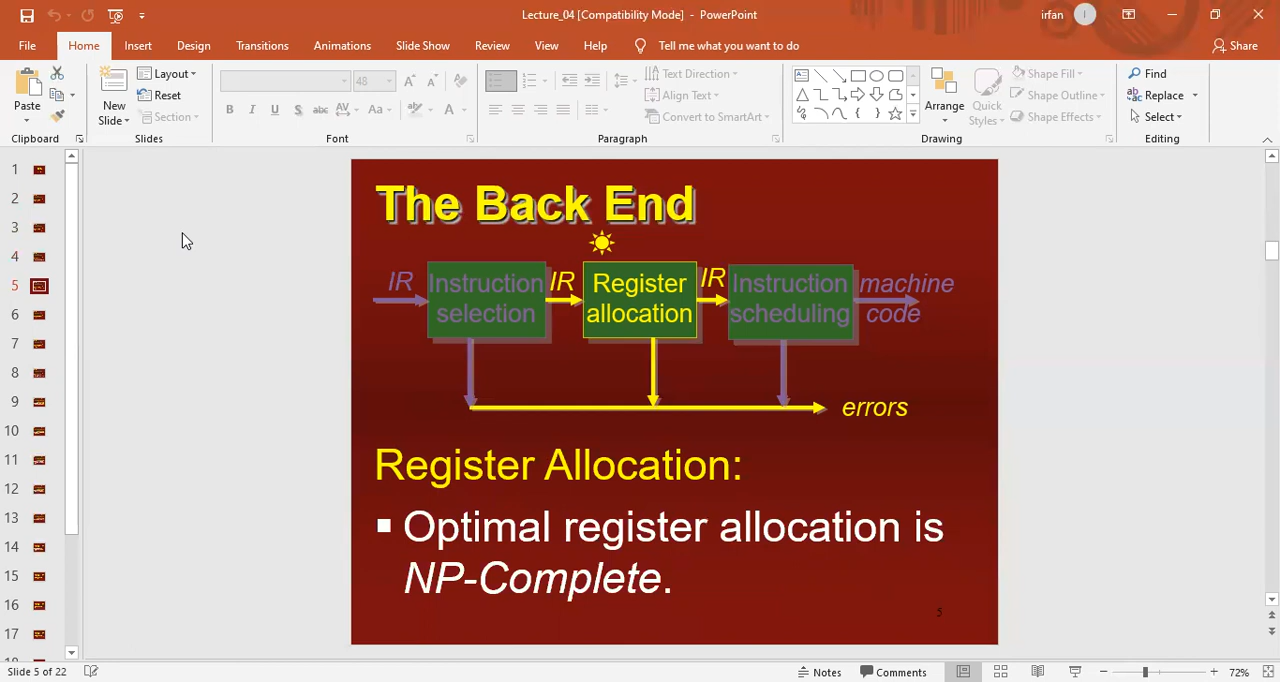 Lecture_04 [Compatibility Mode] - PowerPoint
irfan
I
File
Home
Insert
Design
Transitions
Animations
Slide Show
Review
View
Help
Tell me what you want to do
Share
Paste
Clipboard
New
Slide
Layout
Reset
Section
Slides
48
B I U S abc AV Aa A
Font
Text Direction
Align Text
Convert to SmartArt
Paragraph
Arrange
Quick
Styles
Shape Fill
Shape Outline
Shape Effects
Drawing
Find
Replace
Select
Editing
1
2
3
4
5
6
7
8
9
10
11
12
13
14
15
16
17
The Back End
IR
Instruction
selection
IR
Register
allocation
IR
Instruction
scheduling
machine
code
errors
Register Allocation:
Optimal register allocation is
NP-Complete.
5
Slide 5 of 22
Notes
Comments
72%